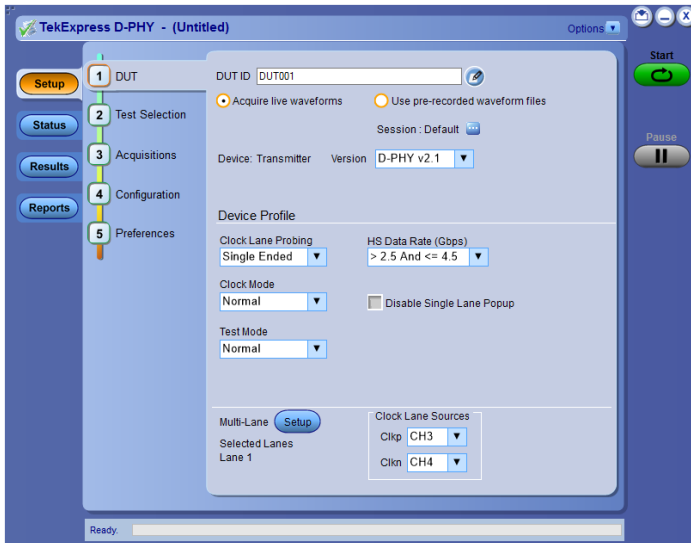 TekExpress D-PHY - (Untitled)
Options
Start
Pause
Setup
Status
Results
Reports
1 DUT
2 Test Selection
3 Acquisitions
4 Configuration
5 Preferences
DUT ID DUT001
Acquire live waveforms Use pre-recorded waveform files
Session : Default
Device: Transmitter Version D-PHY v2.1
Device Profile
Clock Lane Probing HS Data Rate (Gbps)
Single Ended > 2.5 And <= 4.5
Clock Mode
Normal Disable Single Lane Popup
Test Mode
Normal
Multi-Lane Setup Clock Lane Sources
Selected Lanes Clkp CH3
Lane 1 Clkn CH4
Ready.